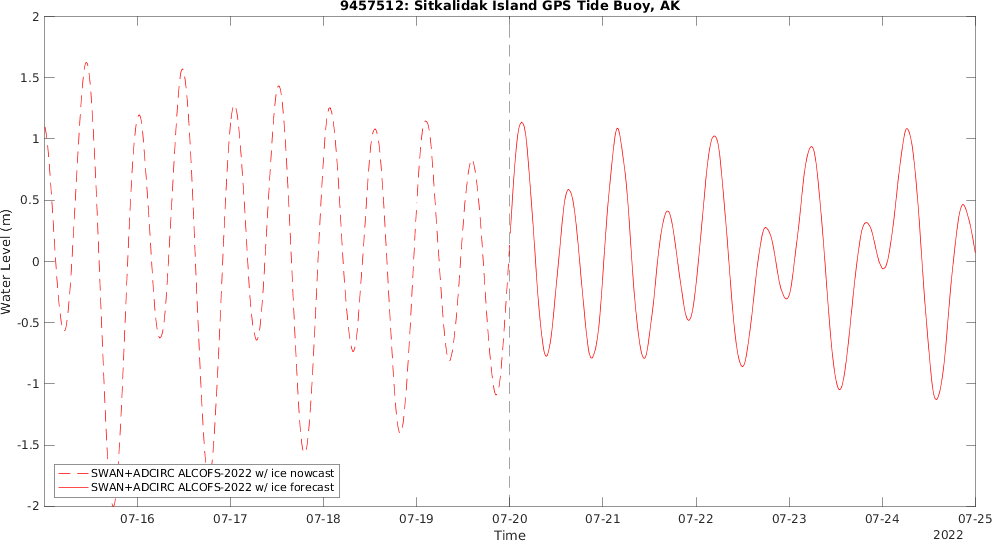 9457512: Sitkalidak Island GPS Tide Buoy, AK
2
1.5
1
0.5
0
-0.5
-1
-1.5
-2
Water Level (m)
SWAN+ADCIRC ALCOFS-2022 w/ ice nowcast
SWAN+ADCIRC ALCOFS-2022 w/ ice forecast
07-16 07-17 07-18 07-19 07-20 07-21 07-22 07-23 07-24 07-25
Time
2022